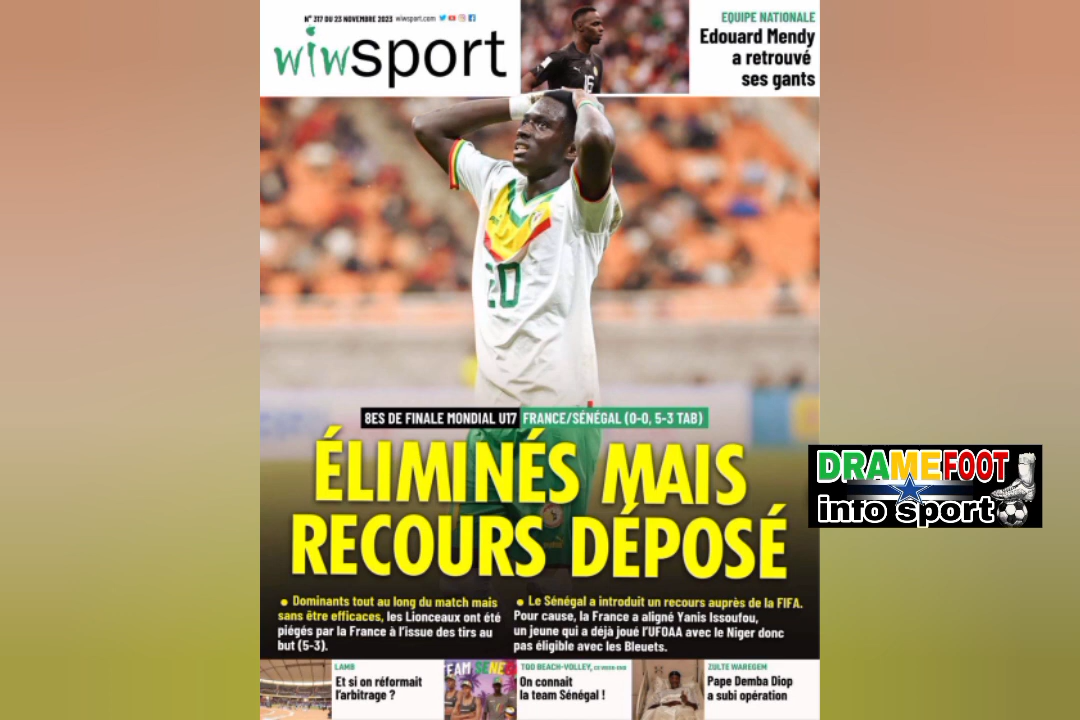 N° 317 DU 23 NOVEMBRE 2023 wiwsport.com
wiwsport
EQUIPE NATIONALE
Edouard Mendy
a retrouvé
ses gants
16
20
8ES DE FINALE MONDIAL U17 FRANCE/SÉNÉGAL (0-0, 5-3 TAB)
ÉLIMINÉS MAIS
RECOURS DÉPOSÉ
DRAMEFOOT
info sport
● Dominants tout au long du match mais
sans être efficaces, les Lionceaux ont été
piégés par la France à l'issue des tirs au
but (5-3).
● Le Sénégal a introduit un recours auprès de la FIFA.
Pour cause, la France a aligné Yanis Issoufou,
un jeune qui a déjà joué l'UFOAA avec le Niger donc
pas éligible avec les Bleuets.
LAMB
Et si on réformait
l'arbitrage ?
TEAM SENEG
TQO BEACH-VOLLEY,
On connait
la team Sénégal !
ZULTE WAREGEM
Pape Demba Diop
a subi opération